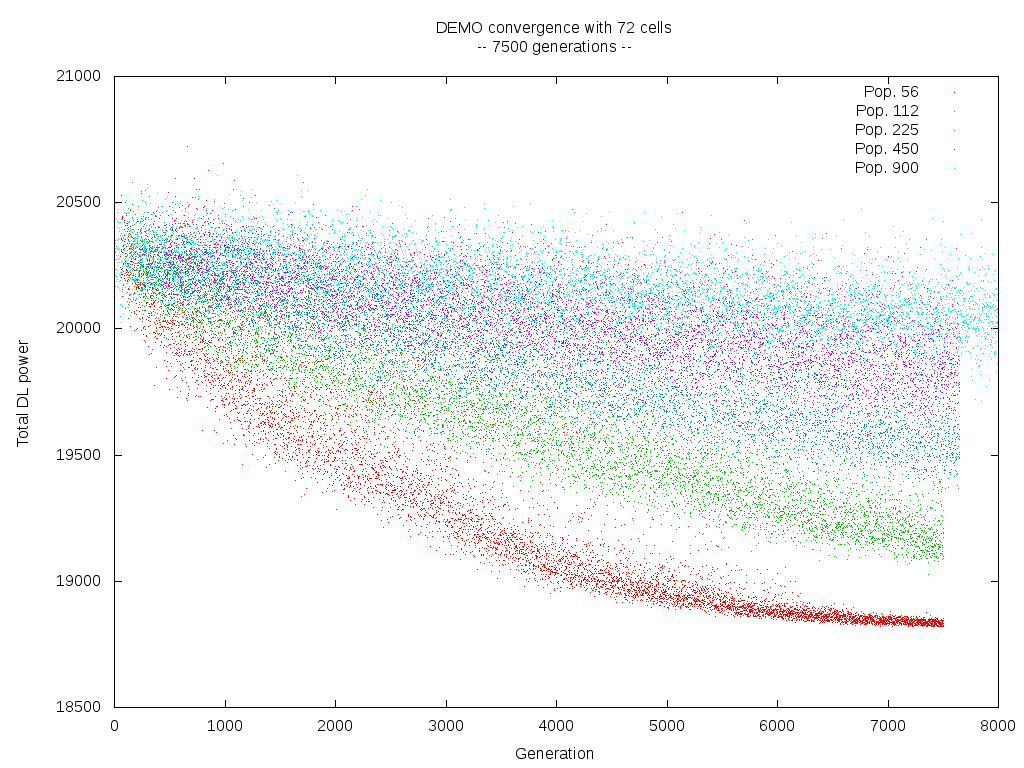 DEMO convergence with 72 cells
-- 7500 generations --
21000
20500
20000
19500
19000
18500
Total DL power
Pop. 56
Pop. 112
Pop. 225
Pop. 450
Pop. 900
0
1000
2000
3000
4000
5000
6000
7000
8000
Generation